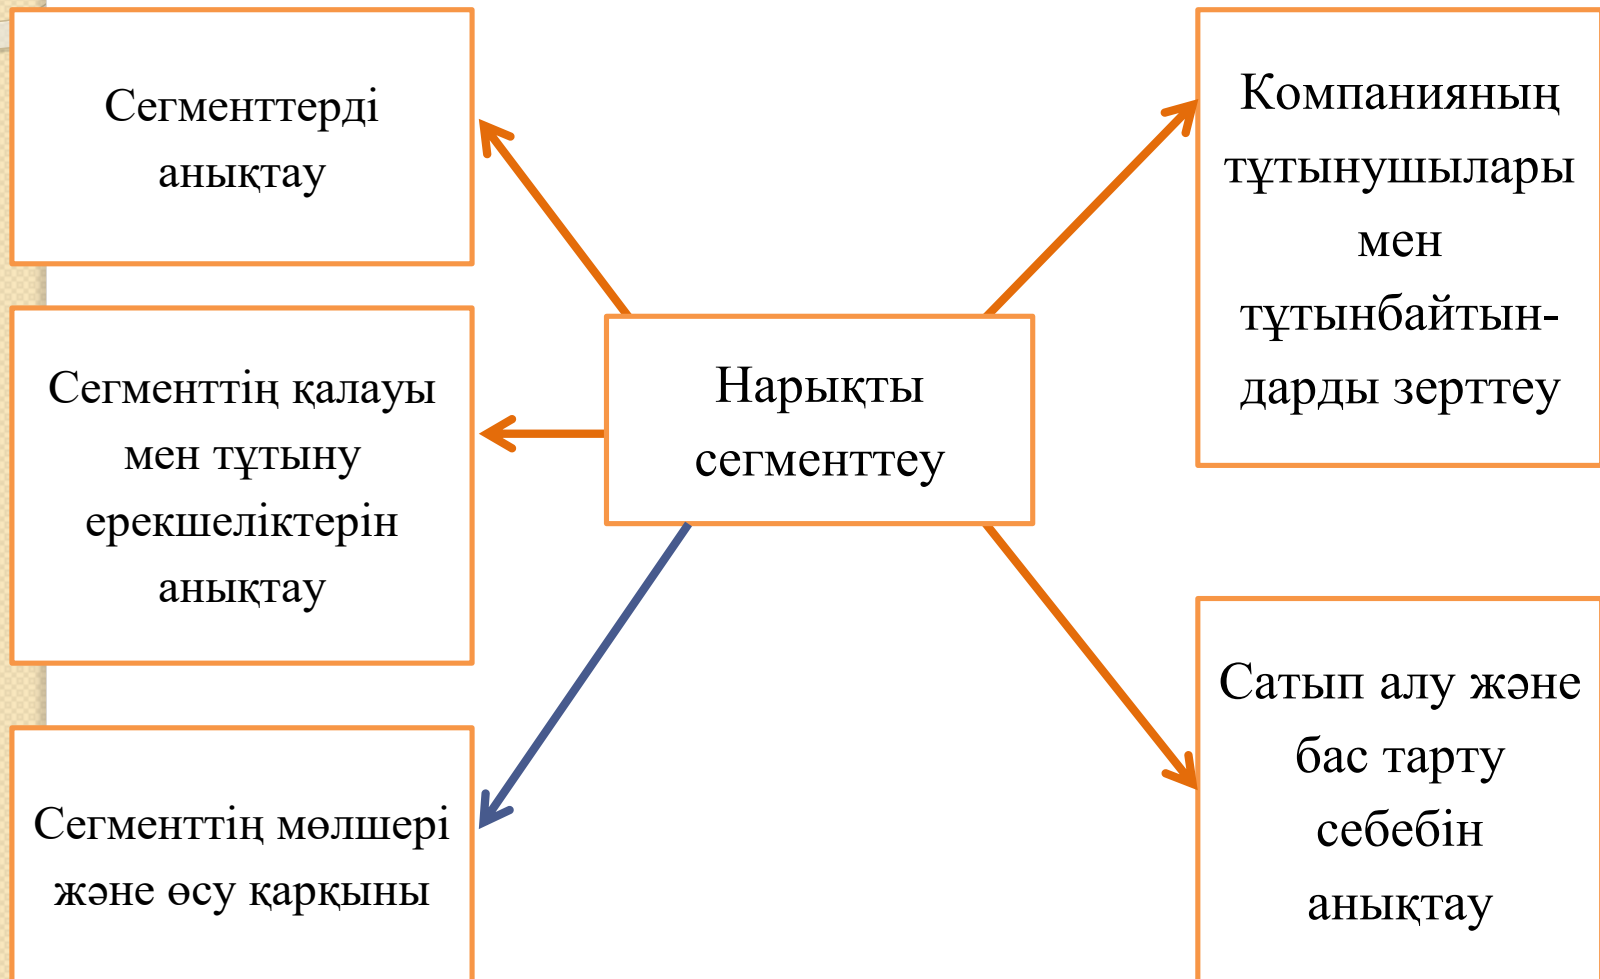 Сегменттерді
анықтау
Сегменттің қалауы
мен тұтыну
ерекшеліктерін
анықтау
Сегменттің мөлшері
және өсу қарқыны
Нарықты
сегменттеу
Компанияның
тұтынушылары
мен
тұтынбайтын-
дарды зерттеу
Сатып алу және
бас тарту
себебін
анықтау